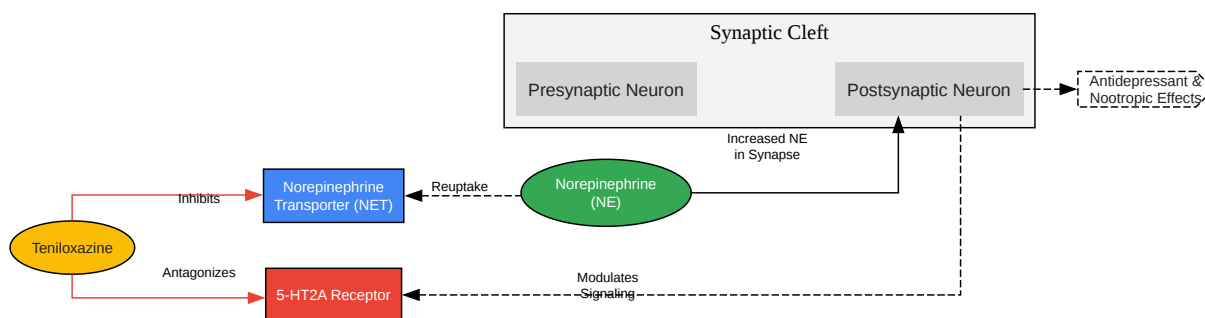 Synaptic Cleft
Presynaptic Neuron
Postsynaptic Neuron
Antidepressant &
Nootropic Effects
Increased NE
in Synapse
Inhibits
Norepinephrine
Transporter (NET)
Reuptake
Norepinephrine
(NE)
Teniloxazine
Antagonizes
5-HT2A Receptor
Modulates
Signaling